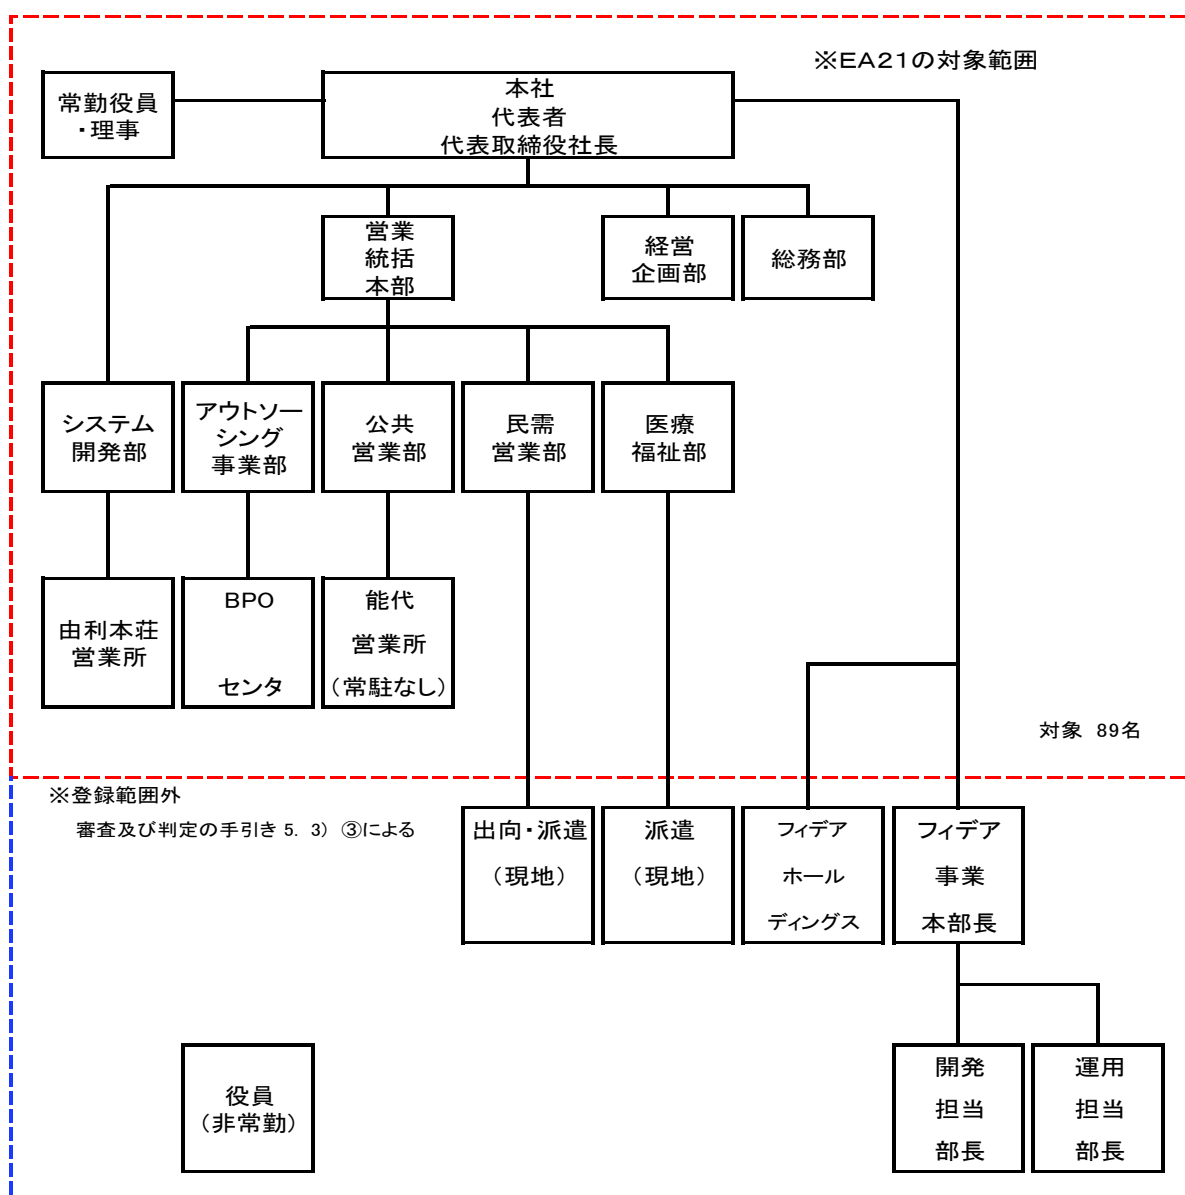 ※EA21の対象範囲
常勤役員
・理事
本社
代表者
代表取締役社長
営業
統括
本部
経営
企画部
総務部
システム
開発部
アウトソー
シング
事業部
公共
営業部
民需
営業部
医療
福祉部
由利本荘
営業所
BPO
センタ
能代
営業所
（常駐なし）
対象 89名
※登録範囲外
審査及び判定の手引き 5. 3) ③による
出向・派遣
（現地）
派遣
（現地）
フィデア
ホール
ディングス
フィデア
事業
本部長
役員
（非常勤）
開発
担当
部長
運用
担当
部長